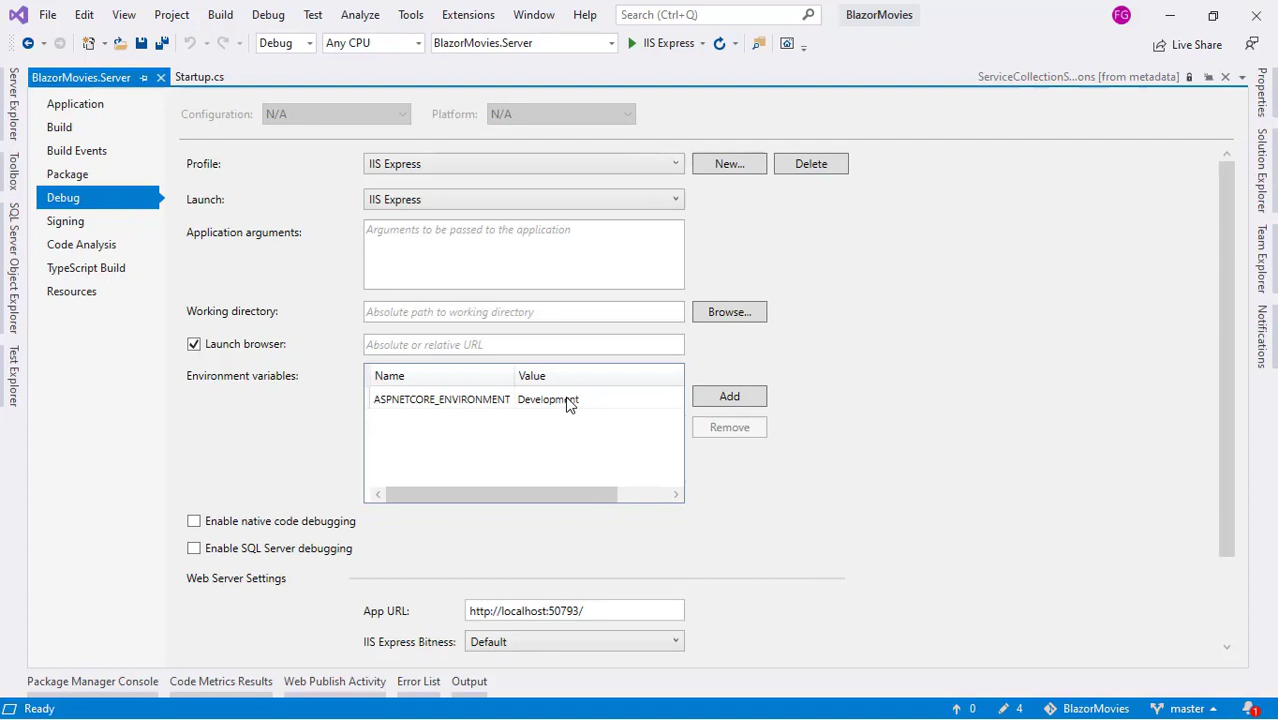 File Edit View Project Build Debug Test Analyze Tools Extensions Window Help Search (Ctrl+Q) BlazorMovies FG
Debug Any CPU BlazorMovies.Server IIS Express Live Share
BlazorMovies.Server Startup.cs ServiceCollectionS...ons [from metadata]
Server Explorer
Toolbox
SQL Server Object Explorer
Test Explorer
Application
Build
Build Events
Package
Debug
Signing
Code Analysis
TypeScript Build
Resources
Configuration: N/A Platform: N/A
Profile: IIS Express New... Delete
Launch: IIS Express
Application arguments: Arguments to be passed to the application
Working directory: Absolute path to working directory Browse...
Launch browser: Absolute or relative URL
Environment variables: Name Value
ASPNETCORE_ENVIRONMENT Development Add
Remove
Enable native code debugging
Enable SQL Server debugging
Web Server Settings
App URL: http://localhost:50793/
IIS Express Bitness: Default
Properties
Solution Explorer
Team Explorer
Notifications
Package Manager Console Code Metrics Results Web Publish Activity Error List Output
Ready 0 4 BlazorMovies master 1